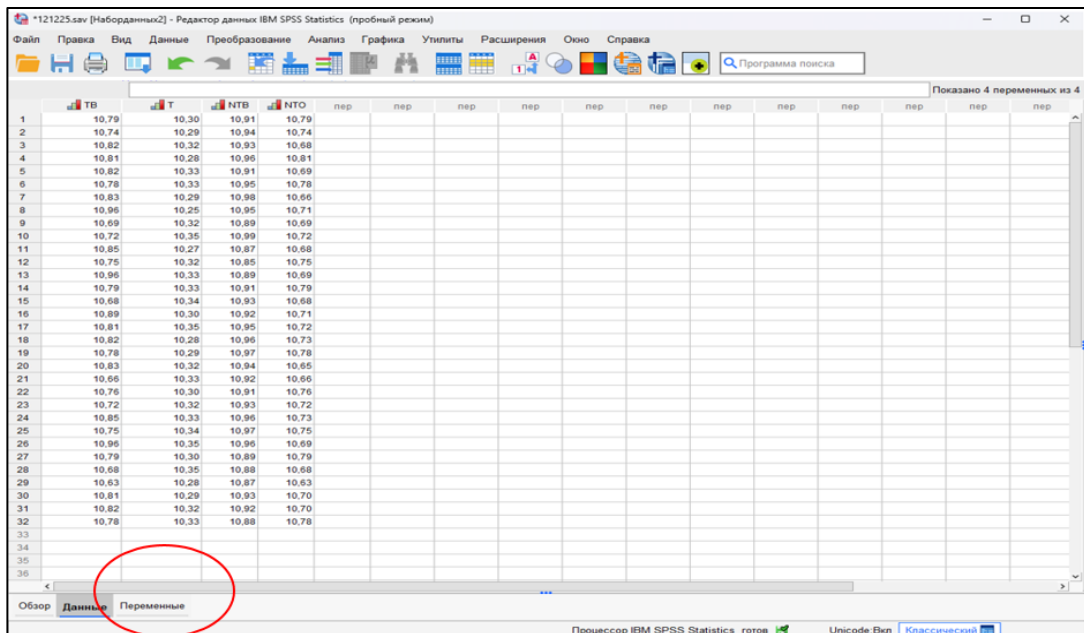 *121225.sav [Наборданных2] - Редактор данных IBM SPSS Statistics (пробный режим)
Файл Правка Вид Данные Преобразование Анализ Графика Утилиты Расширения Окно Справка
Программа поиска
Показано 4 переменных из 4
TB T NTB NTO пер пер пер пер пер пер пер пер пер пер пер пер
1 10,79 10,30 10,91 10,79
2 10,74 10,29 10,94 10,74
3 10,82 10,32 10,93 10,68
4 10,81 10,28 10,96 10,81
5 10,82 10,33 10,91 10,69
6 10,78 10,33 10,95 10,78
7 10,83 10,29 10,98 10,66
8 10,96 10,25 10,95 10,71
9 10,69 10,32 10,89 10,69
10 10,72 10,35 10,99 10,72
11 10,85 10,27 10,87 10,68
12 10,75 10,32 10,85 10,75
13 10,96 10,33 10,89 10,69
14 10,79 10,33 10,91 10,79
15 10,68 10,34 10,93 10,68
16 10,89 10,30 10,92 10,71
17 10,81 10,35 10,95 10,72
18 10,82 10,28 10,96 10,73
19 10,78 10,29 10,97 10,78
20 10,83 10,32 10,94 10,65
21 10,66 10,33 10,92 10,66
22 10,76 10,30 10,91 10,76
23 10,72 10,32 10,93 10,72
24 10,85 10,33 10,96 10,73
25 10,75 10,34 10,97 10,75
26 10,96 10,35 10,96 10,69
27 10,79 10,30 10,89 10,79
28 10,68 10,35 10,88 10,68
29 10,63 10,28 10,87 10,63
30 10,81 10,29 10,93 10,70
31 10,82 10,32 10,92 10,70
32 10,78 10,33 10,88 10,78
33
34
35
36
Обзор Данные Переменные
Процессор IBM SPSS Statistics готов Unicode:Вкл Классический